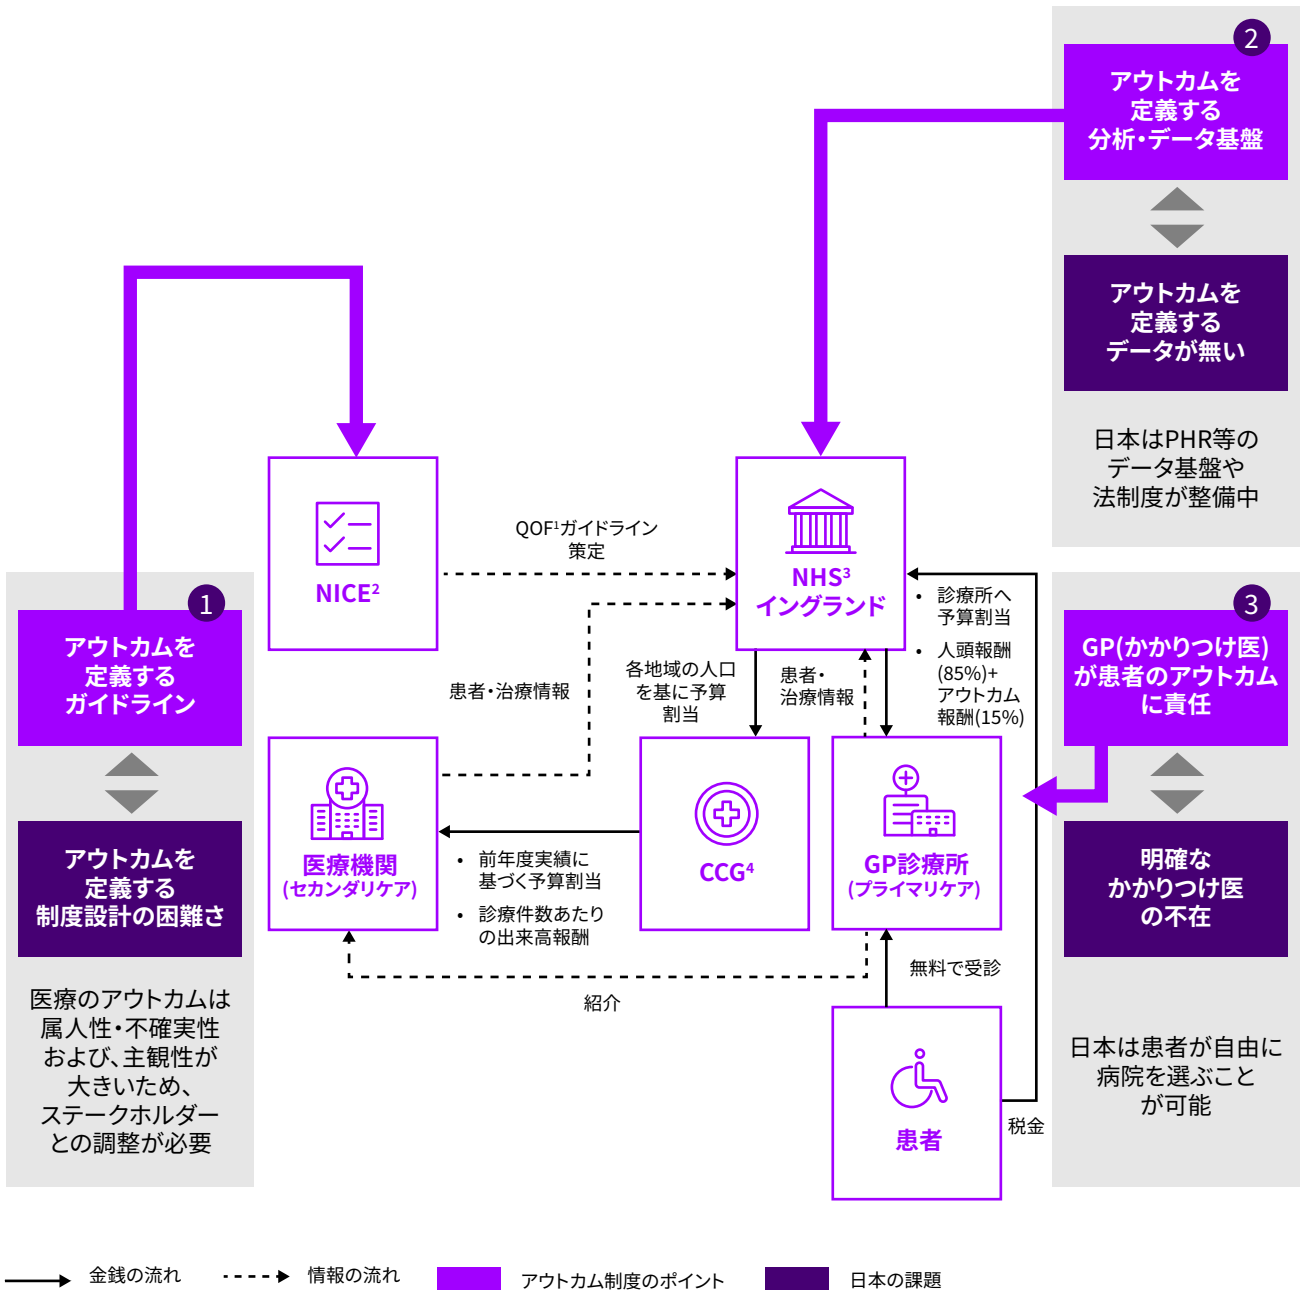 2
アウトカムを
定義する
分析・データ基盤
アウトカムを
定義する
データが無い
日本はPHR等の
データ基盤や
法制度が整備中
NICE²
QOF¹ガイドライン
策定
NHS³
イングランド
1
アウトカムを
定義する
ガイドライン
アウトカムを
定義する
制度設計の困難さ
医療のアウトカムは
属人性・不確実性
および、主観性が
大きいため、
ステークホルダー
との調整が必要
患者・治療情報
各地域の人口
を基に予算
割当
患者・
治療情報
• 診療所へ
予算割当
• 人頭報酬
(85%)+
アウトカム
報酬(15%)
3
GP(かかりつけ医)
が患者のアウトカム
に責任
明確な
かかりつけ医
の不在
日本は患者が自由に
病院を選ぶこと
が可能
医療機関
(セカンダリケア)
• 前年度実績に
基づく予算割当
• 診療件数あたり
の出来高報酬
CCG⁴
GP診療所
(プライマリケア)
紹介
無料で受診
患者
税金
金銭の流れ
情報の流れ
アウトカム制度のポイント
日本の課題